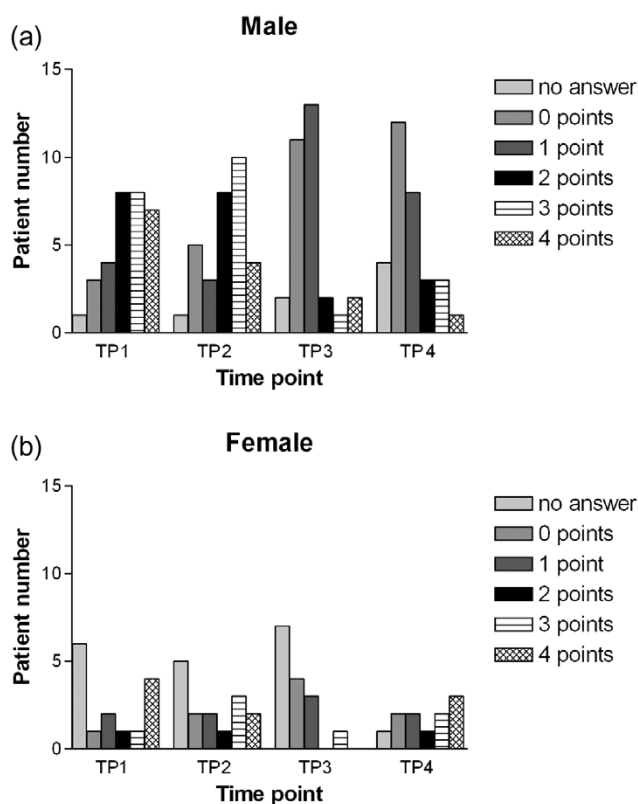 (a)
Male
15
10
5
0
Patient number
TP1 TP2 TP3 TP4
Time point
no answer
0 points
1 point
2 points
3 points
4 points
(b)
Female
15
10
5
0
Patient number
TP1 TP2 TP3 TP4
Time point
no answer
0 points
1 point
2 points
3 points
4 points